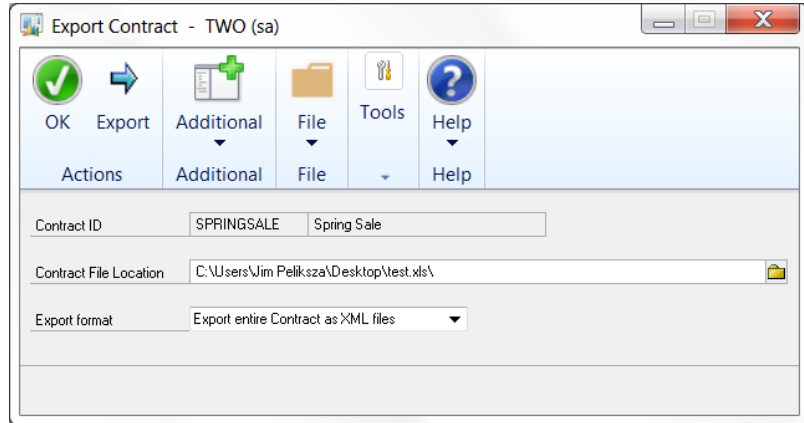 Export Contract - TWO (sa)
OK Export Additional File Tools Help
Actions Additional File Help
Contract ID SPRINGSALE Spring Sale
Contract File Location C:\Users\Jim Peliksza\Desktop\test.xls\
Export format Export entire Contract as XML files